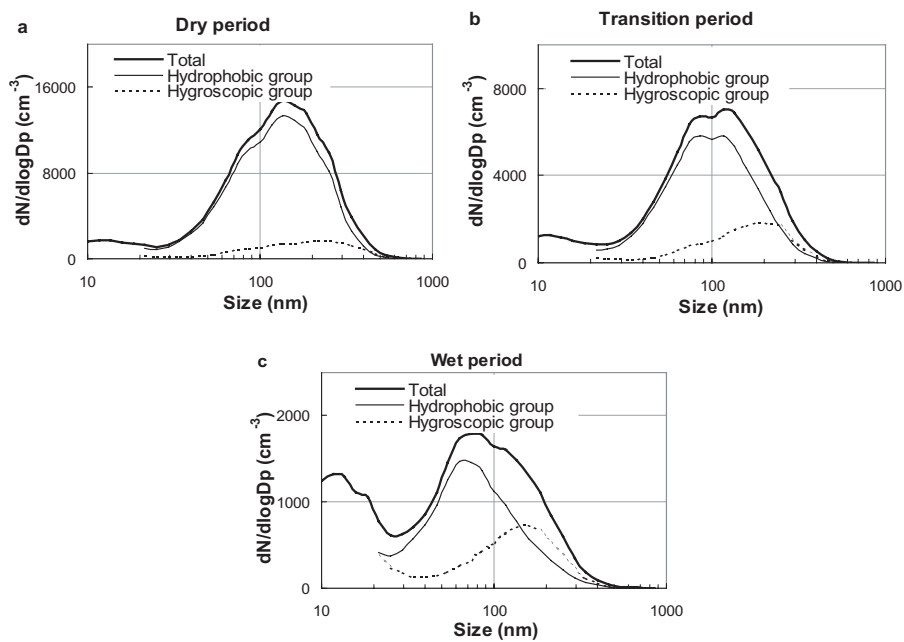 a
Dry period
dN/dlogDp (cm-3)
Total
Hydrophobic group
Hygroscopic group
16000
8000
0
10
100
1000
Size (nm)
b
Transition period
dN/dlogDp (cm-3)
Total
Hydrophobic group
Hygroscopic group
8000
4000
0
10
100
1000
Size (nm)
c
Wet period
dN/dlogDp (cm-3)
Total
Hydrophobic group
Hygroscopic group
2000
1000
0
10
100
1000
Size (nm)